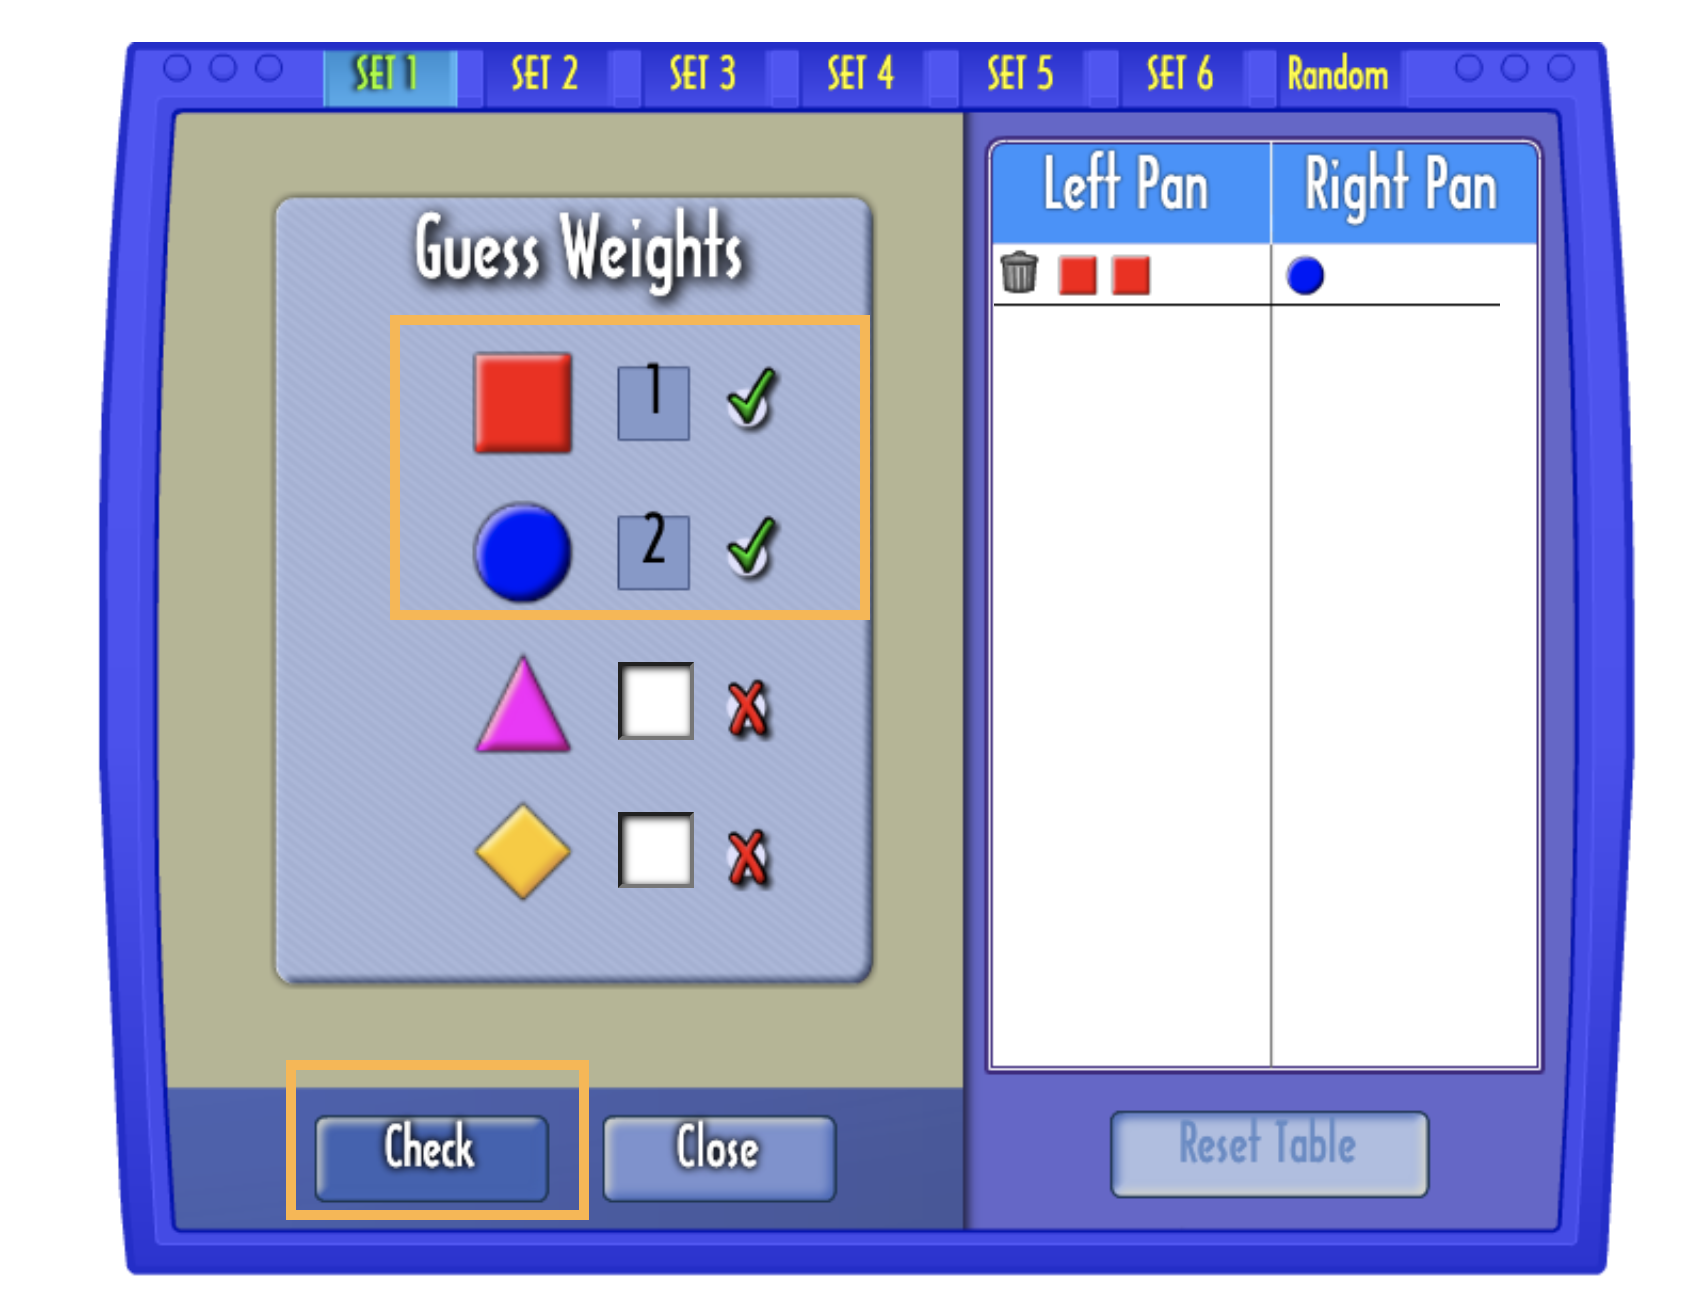 SET 1 SET 2 SET 3 SET 4 SET 5 SET 6 Random
Guess Weights
1
2
Check Close
Left Pan Right Pan
Reset Table